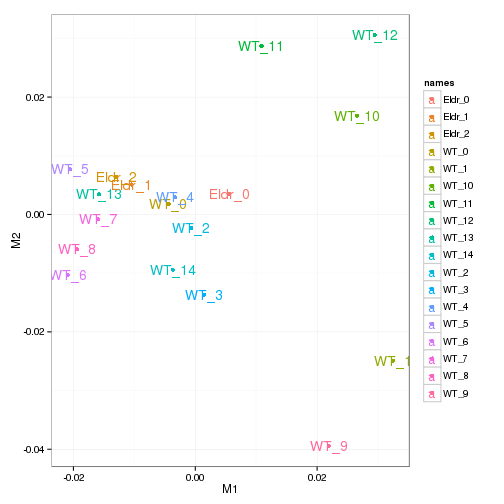 WT_12
WT_11
WT_10
WT_5
Eldr_2
Eldr_1
WT_13
WT_4
WT_0
Eldr_0
WT_7
WT_2
WT_8
WT_6
WT_14
WT_3
WT_1
WT_9
0.02
0.00
-0.02
-0.04
M2
-0.02
0.00
0.02
M1
names
a Eldr_0
a Eldr_1
a Eldr_2
a WT_0
a WT_1
a WT_10
a WT_11
a WT_12
a WT_13
a WT_14
a WT_2
a WT_3
a WT_4
a WT_5
a WT_6
a WT_7
a WT_8
a WT_9